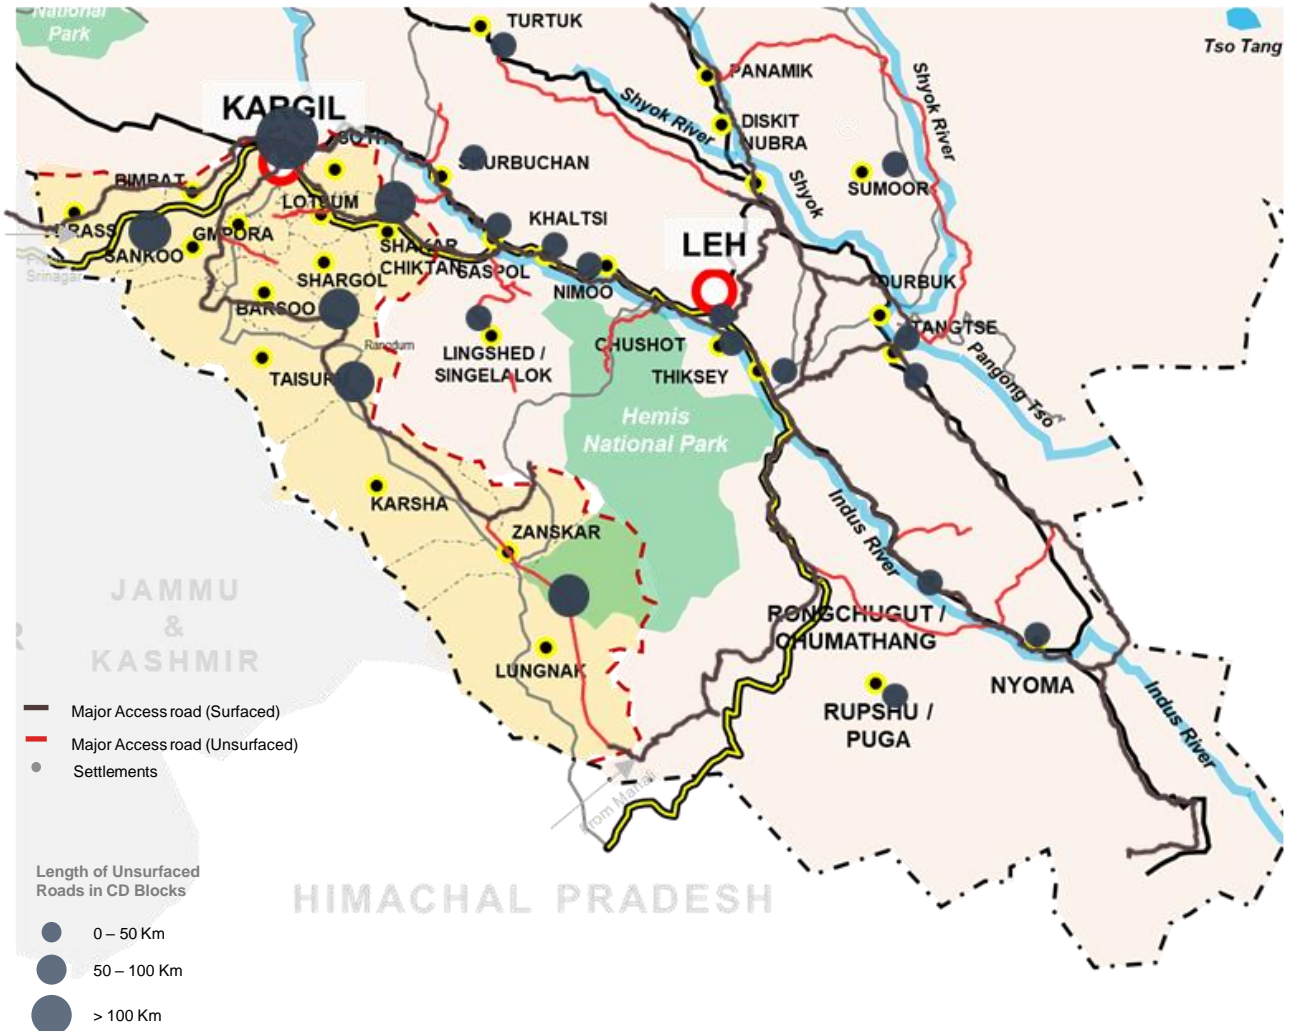 National
Park
TURTUK
Tso Tang
PANAMIK
Shyok River
Shyok River
KARGIL
DISKIT
NUBRA
SKURBUCHAN
BIMBAT
SUMOOR
Shyok
LOTSUM
KHALTSI
DRASS
GMPORA
LEH
SHAKAR
CHIKTAN
SANKOO
SASPOL
From
Srinagar
SHARGOL
DURBUK
NIMOO
BARSOO
TANGTSE
Rangdum
CHUSHOT
LINGSHED /
SINGELALOK
THIKSEY
TAISURU
Pangong Tso
Hemis
National Park
KARSHA
Indus River
ZANSKAR
JAMMU
&
KASHMIR
RONGCHUGUT /
CHUMATHANG
LUNGNAK
NYOMA
Indus River
RUPSHU /
PUGA
Major Access road (Surfaced)
Major Access road (Unsurfaced)
Settlements
From Manali
Length of Unsurfaced
Roads in CD Blocks
HIMACHAL PRADESH
0 – 50 Km
50 – 100 Km
> 100 Km